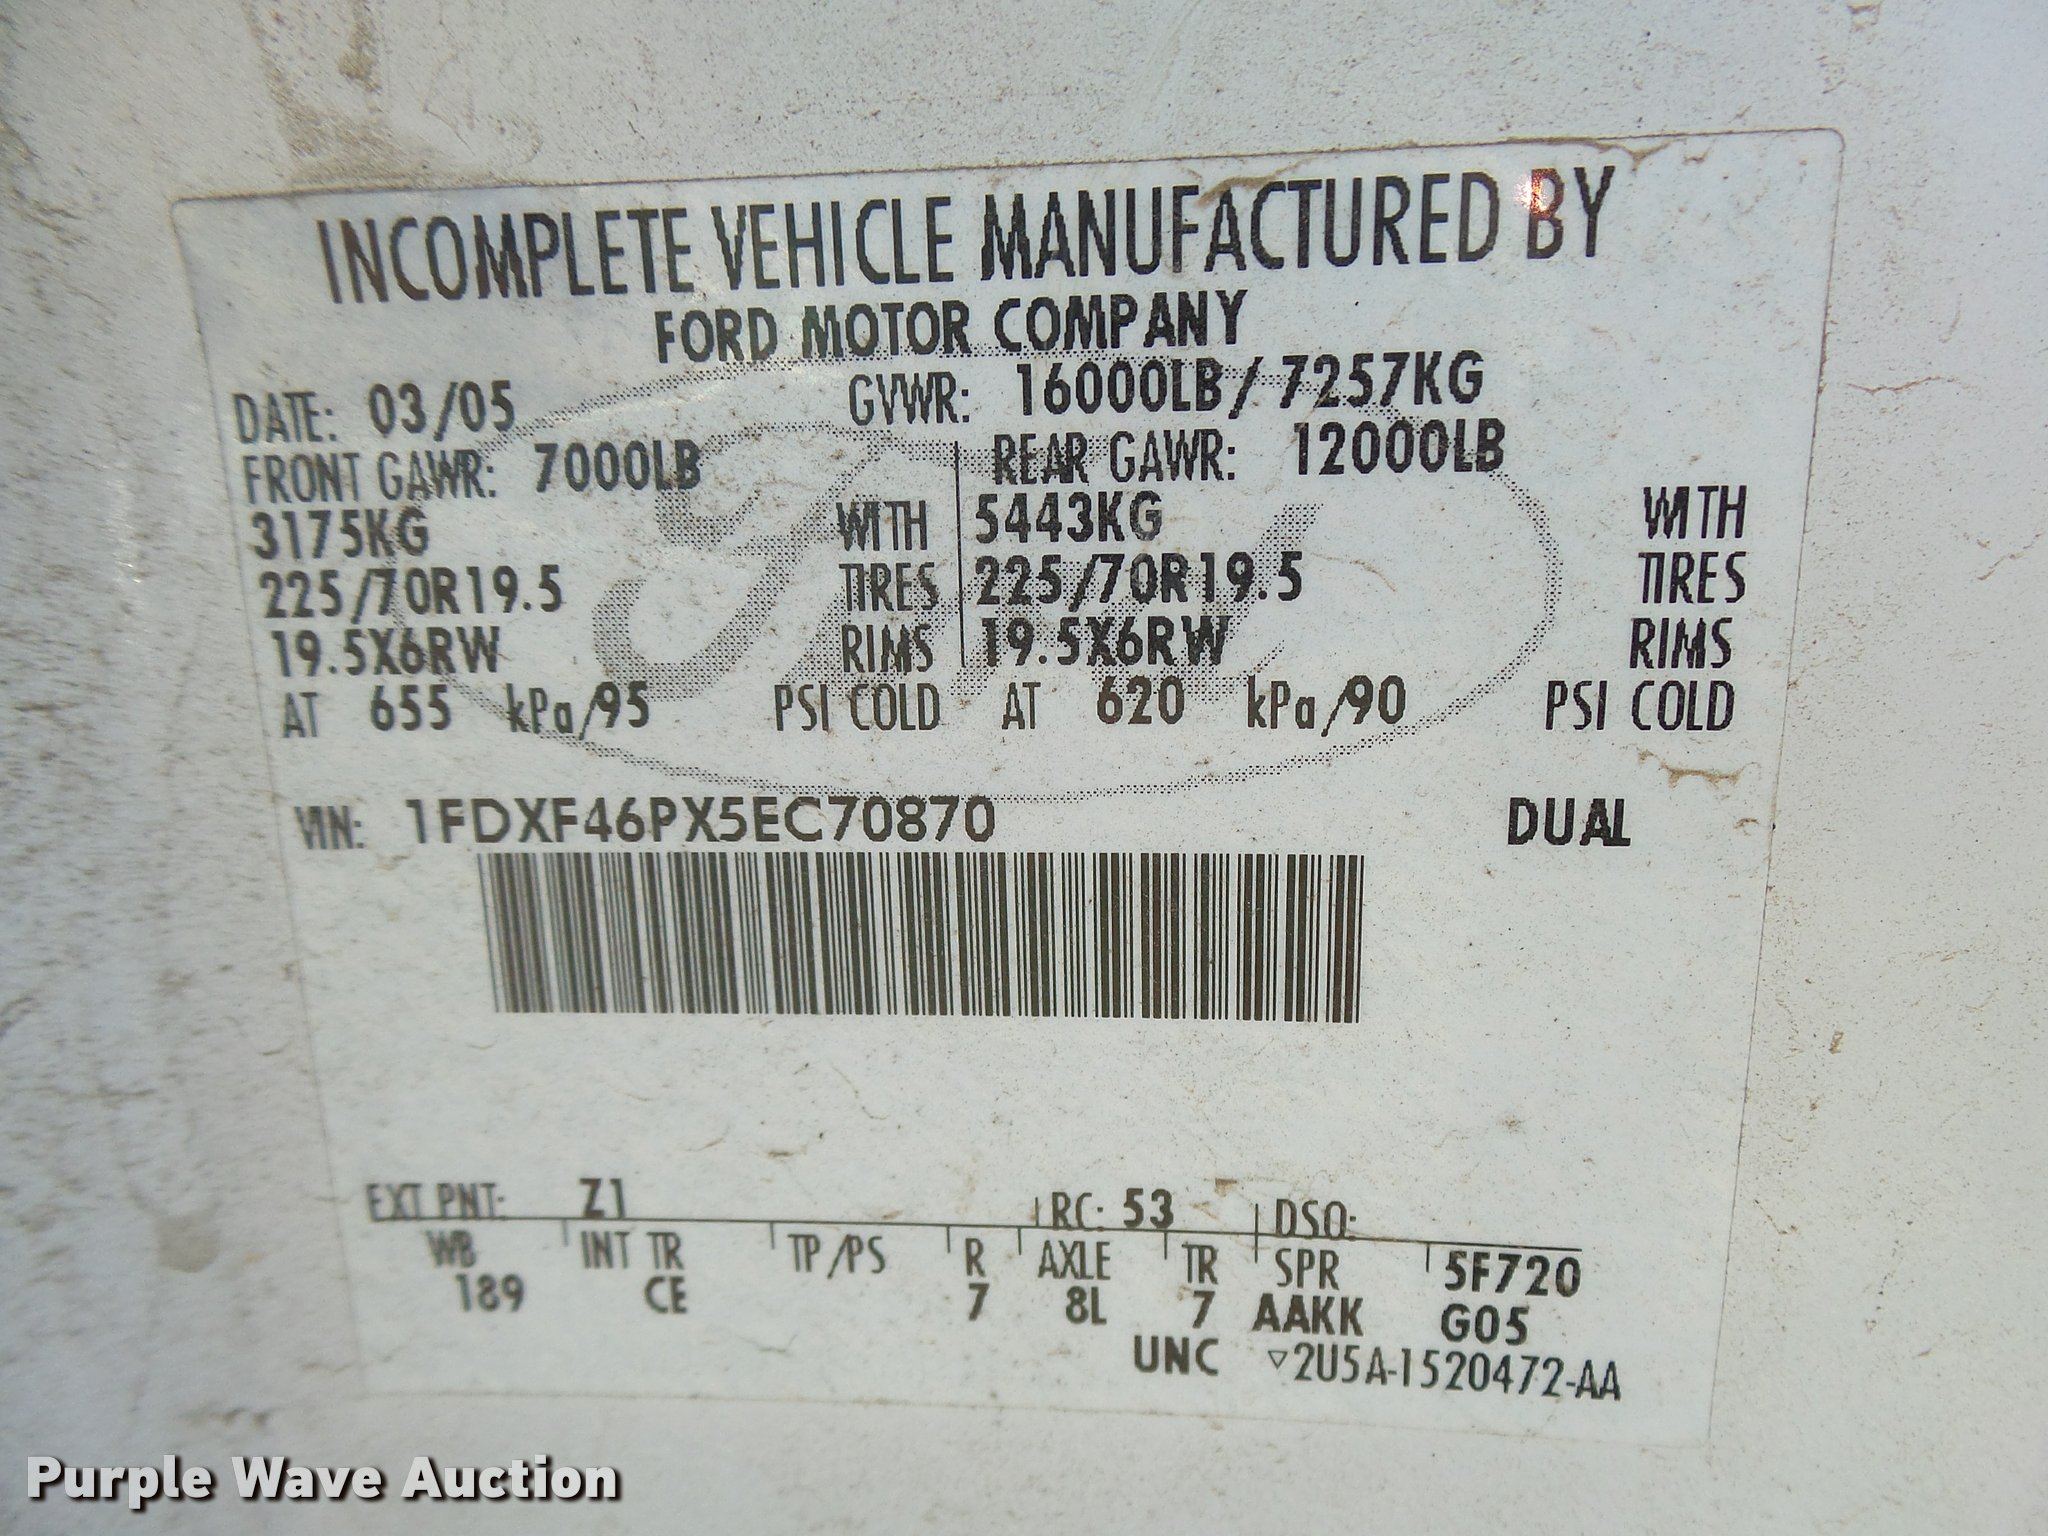 INCOMPLETE VEHICLE MANUFACTURED BY
FORD MOTOR COMPANY
DATE: 03/05 GVWR: 16000LB/ 7257KG
FRONT GAWR: 7000LB REAR GAWR: 12000LB
3175KG WITH 5443KG WITH
225/70R19.5 TIRES 225/70R19.5 TIRES
19.5X6RW RIMS 19.5X6RW RIMS
AT 655 kPa/95 PSI COLD AT 620 kPa/90 PSI COLD
VIN: 1FDXF46PX5EC70870 DUAL
EXT PNT: Z1 RC: 53 DSO:
WB INT TR TP/PS R AXLE TR SPR 5F720
189 CE 7 8L 7 AAKK G05
UNC ▽2U5A-1520472-AA
Purple Wave Auction